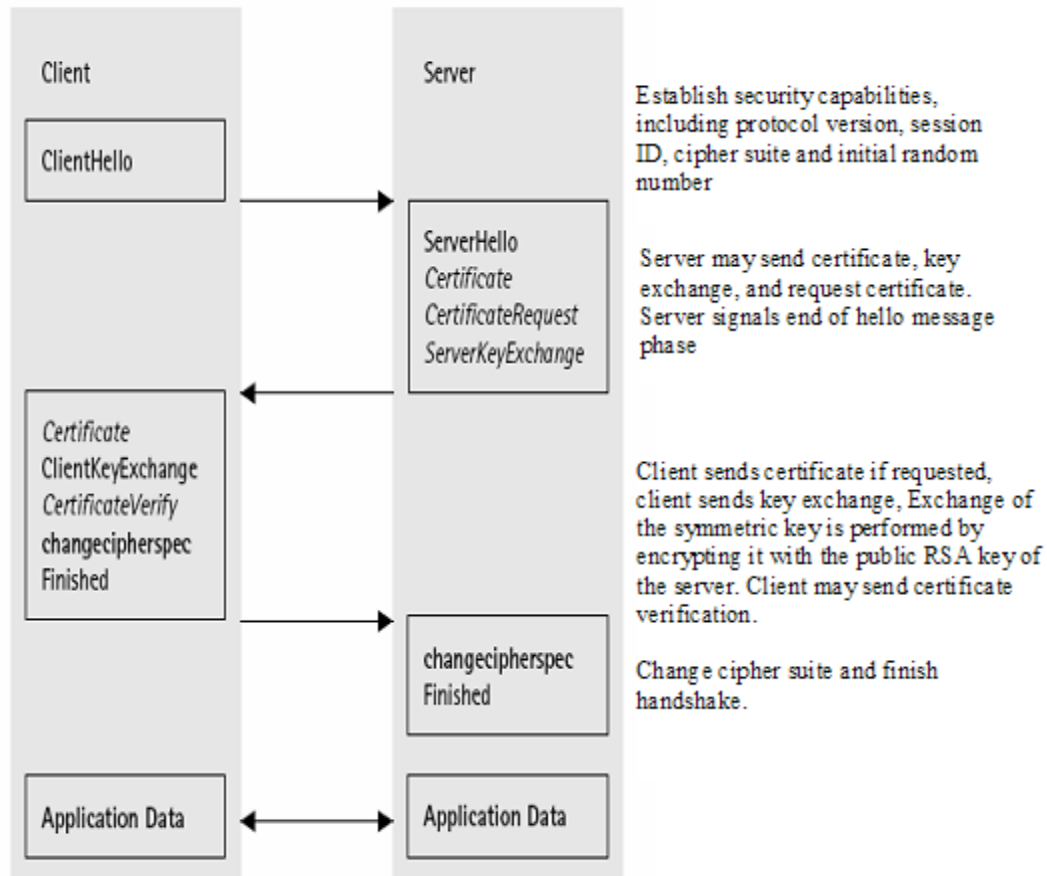 Client
Server
ClientHello
Establish security capabilities,
including protocol version, session
ID, cipher suite and initial random
number
ServerHello
Certificate
CertificateRequest
ServerKeyExchange
Server may send certificate, key
exchange, and request certificate.
Server signals end of hello message
phase
Certificate
ClientKeyExchange
CertificateVerify
changecipherspec
Finished
Client sends certificate if requested,
client sends key exchange, Exchange of
the symmetric key is performed by
encrypting it with the public RSA key of
the server. Client may send certificate
verification.
changecipherspec
Finished
Change cipher suite and finish
handshake.
Application Data
Application Data